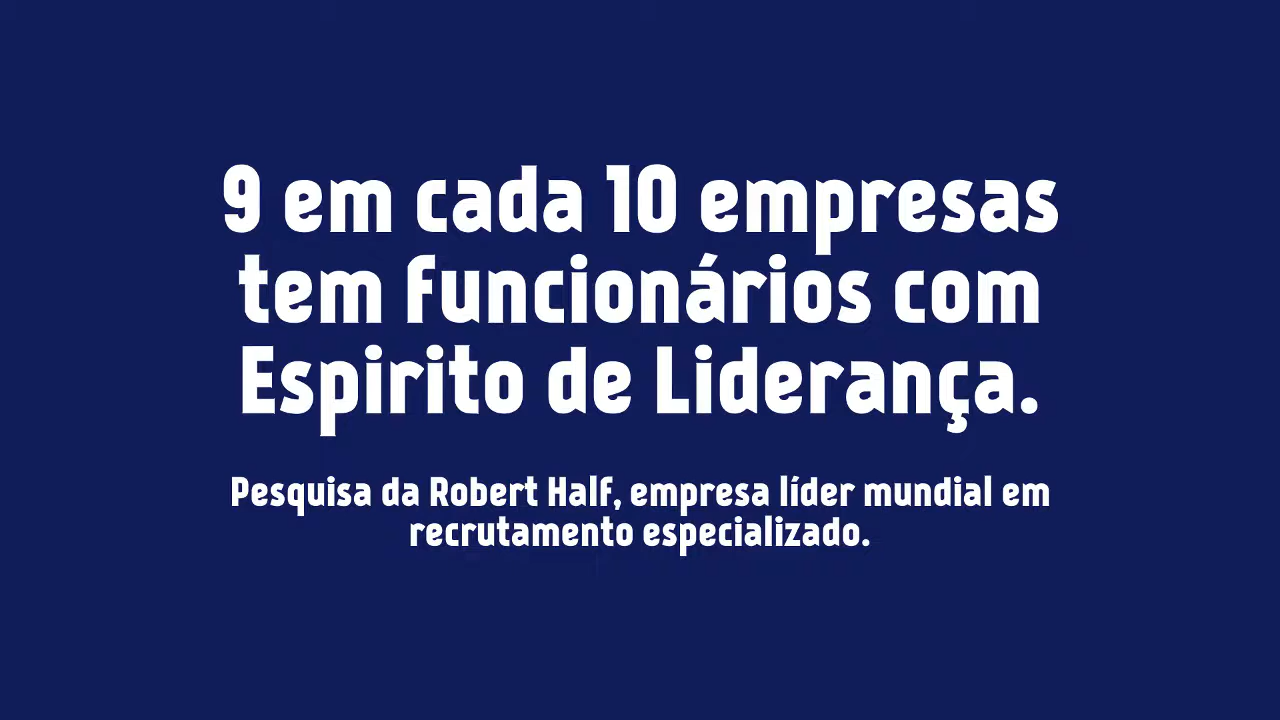 9 em cada 10 empresas
tem funcionários com
Espirito de Liderança.
Pesquisa da Robert Half, empresa líder mundial em
recrutamento especializado.